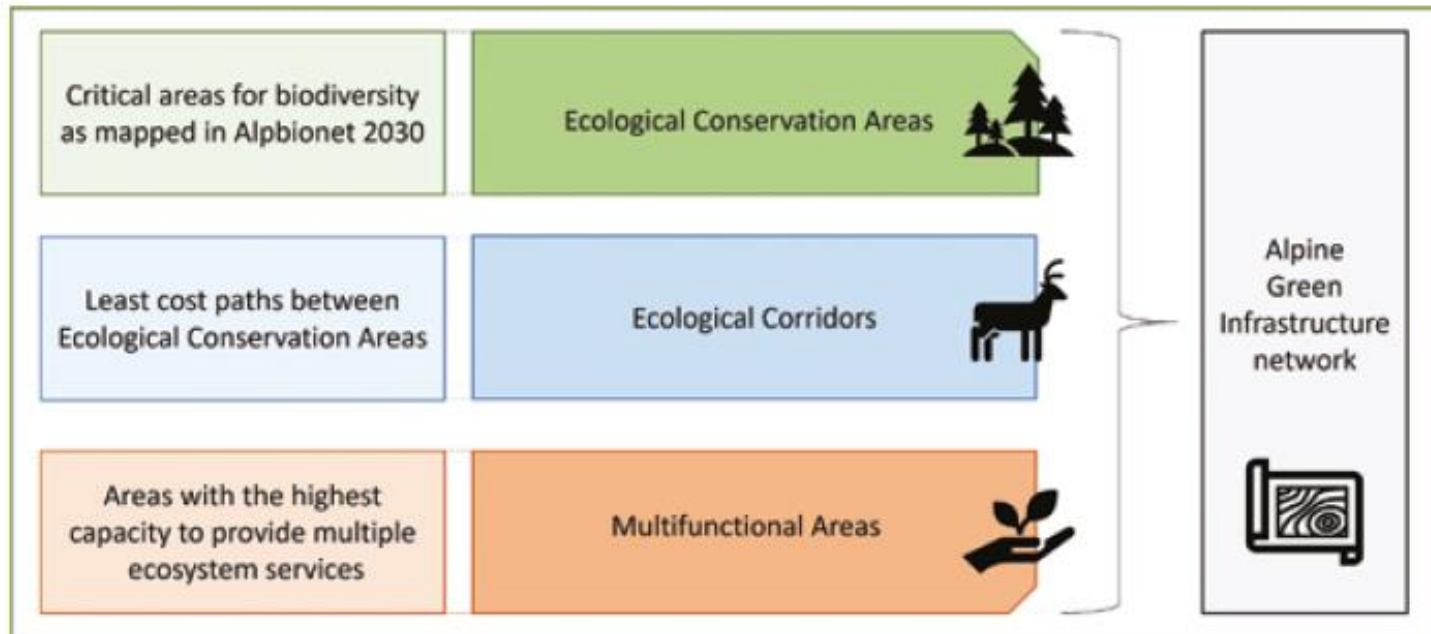 Critical areas for biodiversity
as mapped in Alpbionet 2030
Ecological Conservation Areas
Least cost paths between
Ecological Conservation Areas
Ecological Corridors
Areas with the highest
capacity to provide multiple
ecosystem services
Multifunctional Areas
Alpine
Green
Infrastructure
network